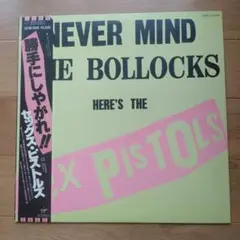 NEVER MIND
HE BOLLOCKS
HERE'S THE
X PISTOLS
勝手にしやがれ!!
セックス・ピストルズ